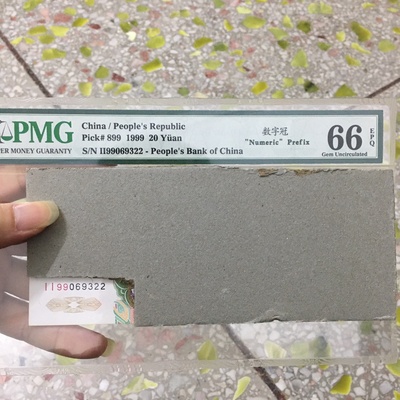 PMG
PER MONEY GUARANTY
China / People's Republic
Pick# 899 1999 20 Yüan
S/N II99069322 - People's Bank of China
数字冠
"Numeric" Prefix
66 EPQ
Gem Uncirculated
II99069322